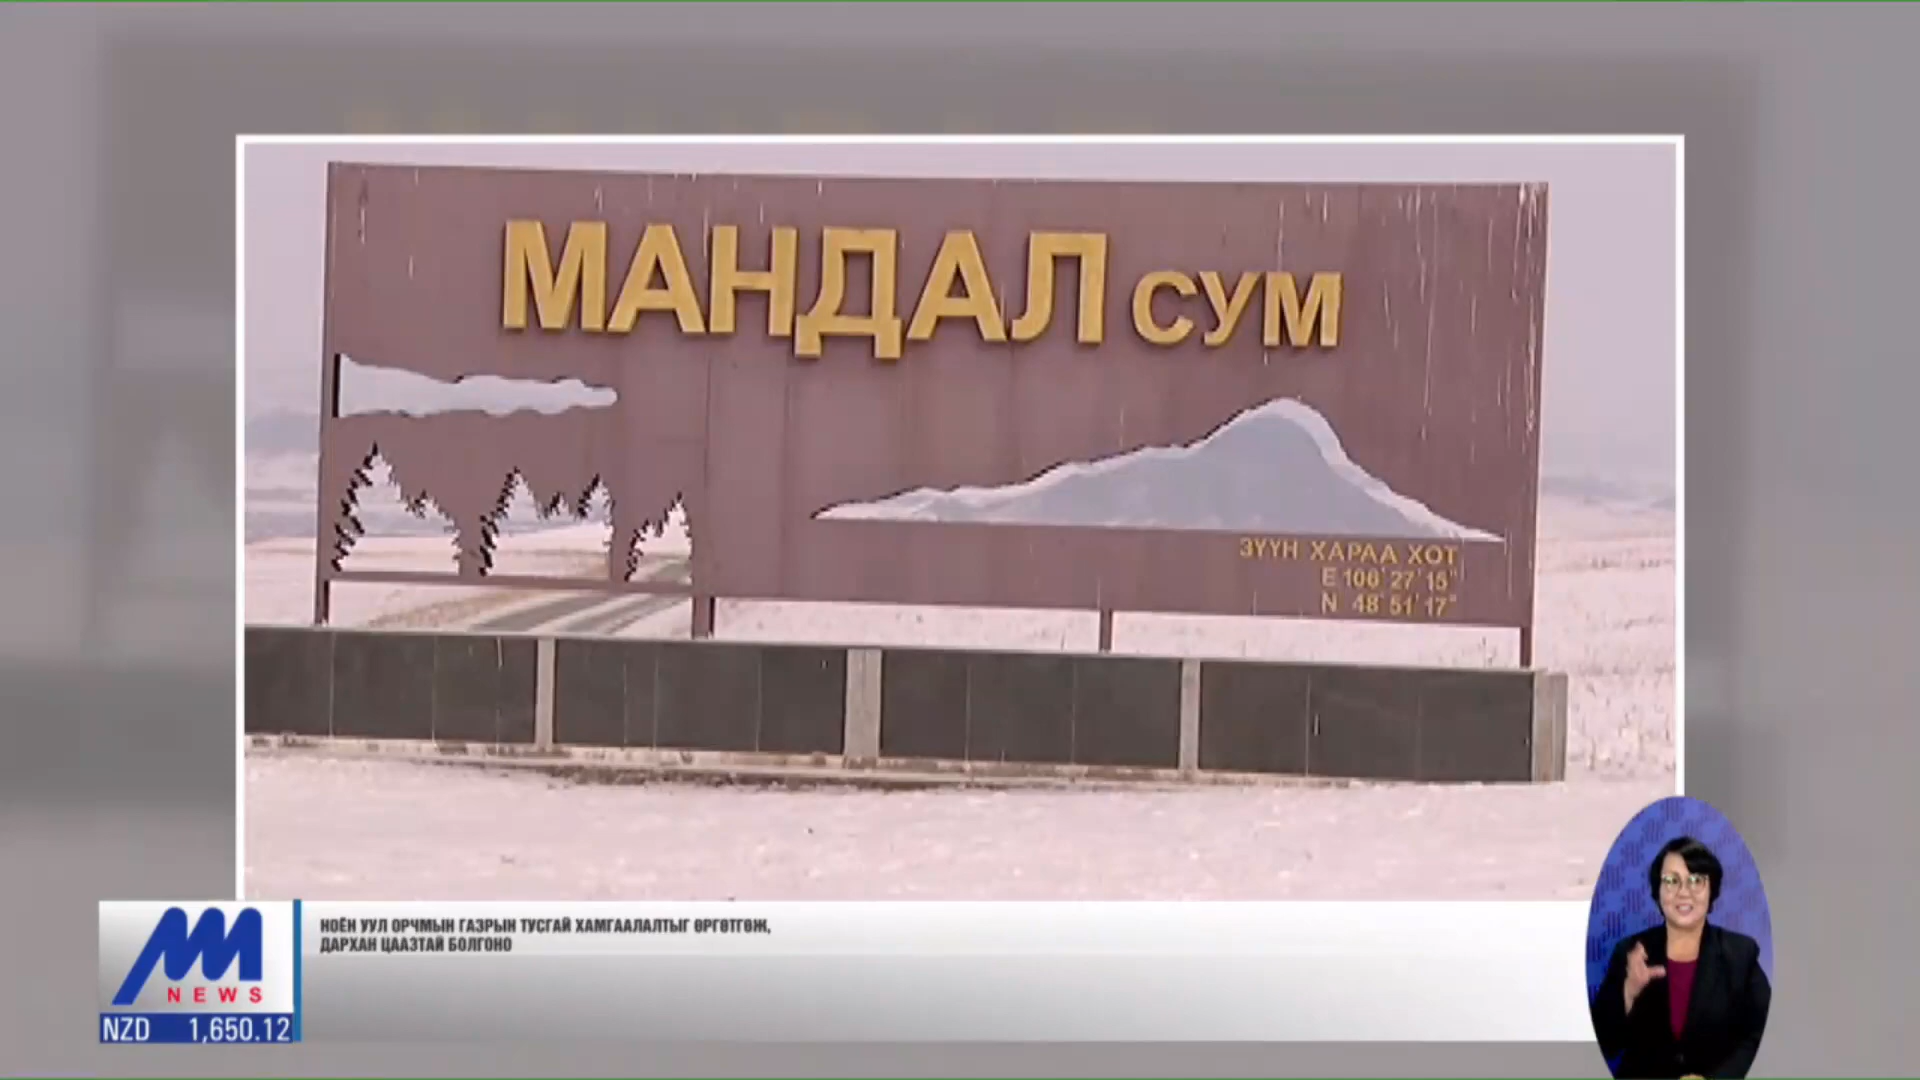 МАНДАЛ СУМ
ЗҮҮН ХАРАА ХОТ
E 106°27'15"
N 48°51'17"
НОЁН УУЛ ОРЧМЫН ГАЗРЫН ТУСГАЙ ХАМГААЛАЛТЫГ ӨРГӨТГӨЖ,
ДАРХАН ЦААЗТАЙ БОЛГОНО
NEWS
NZD 1,650.12